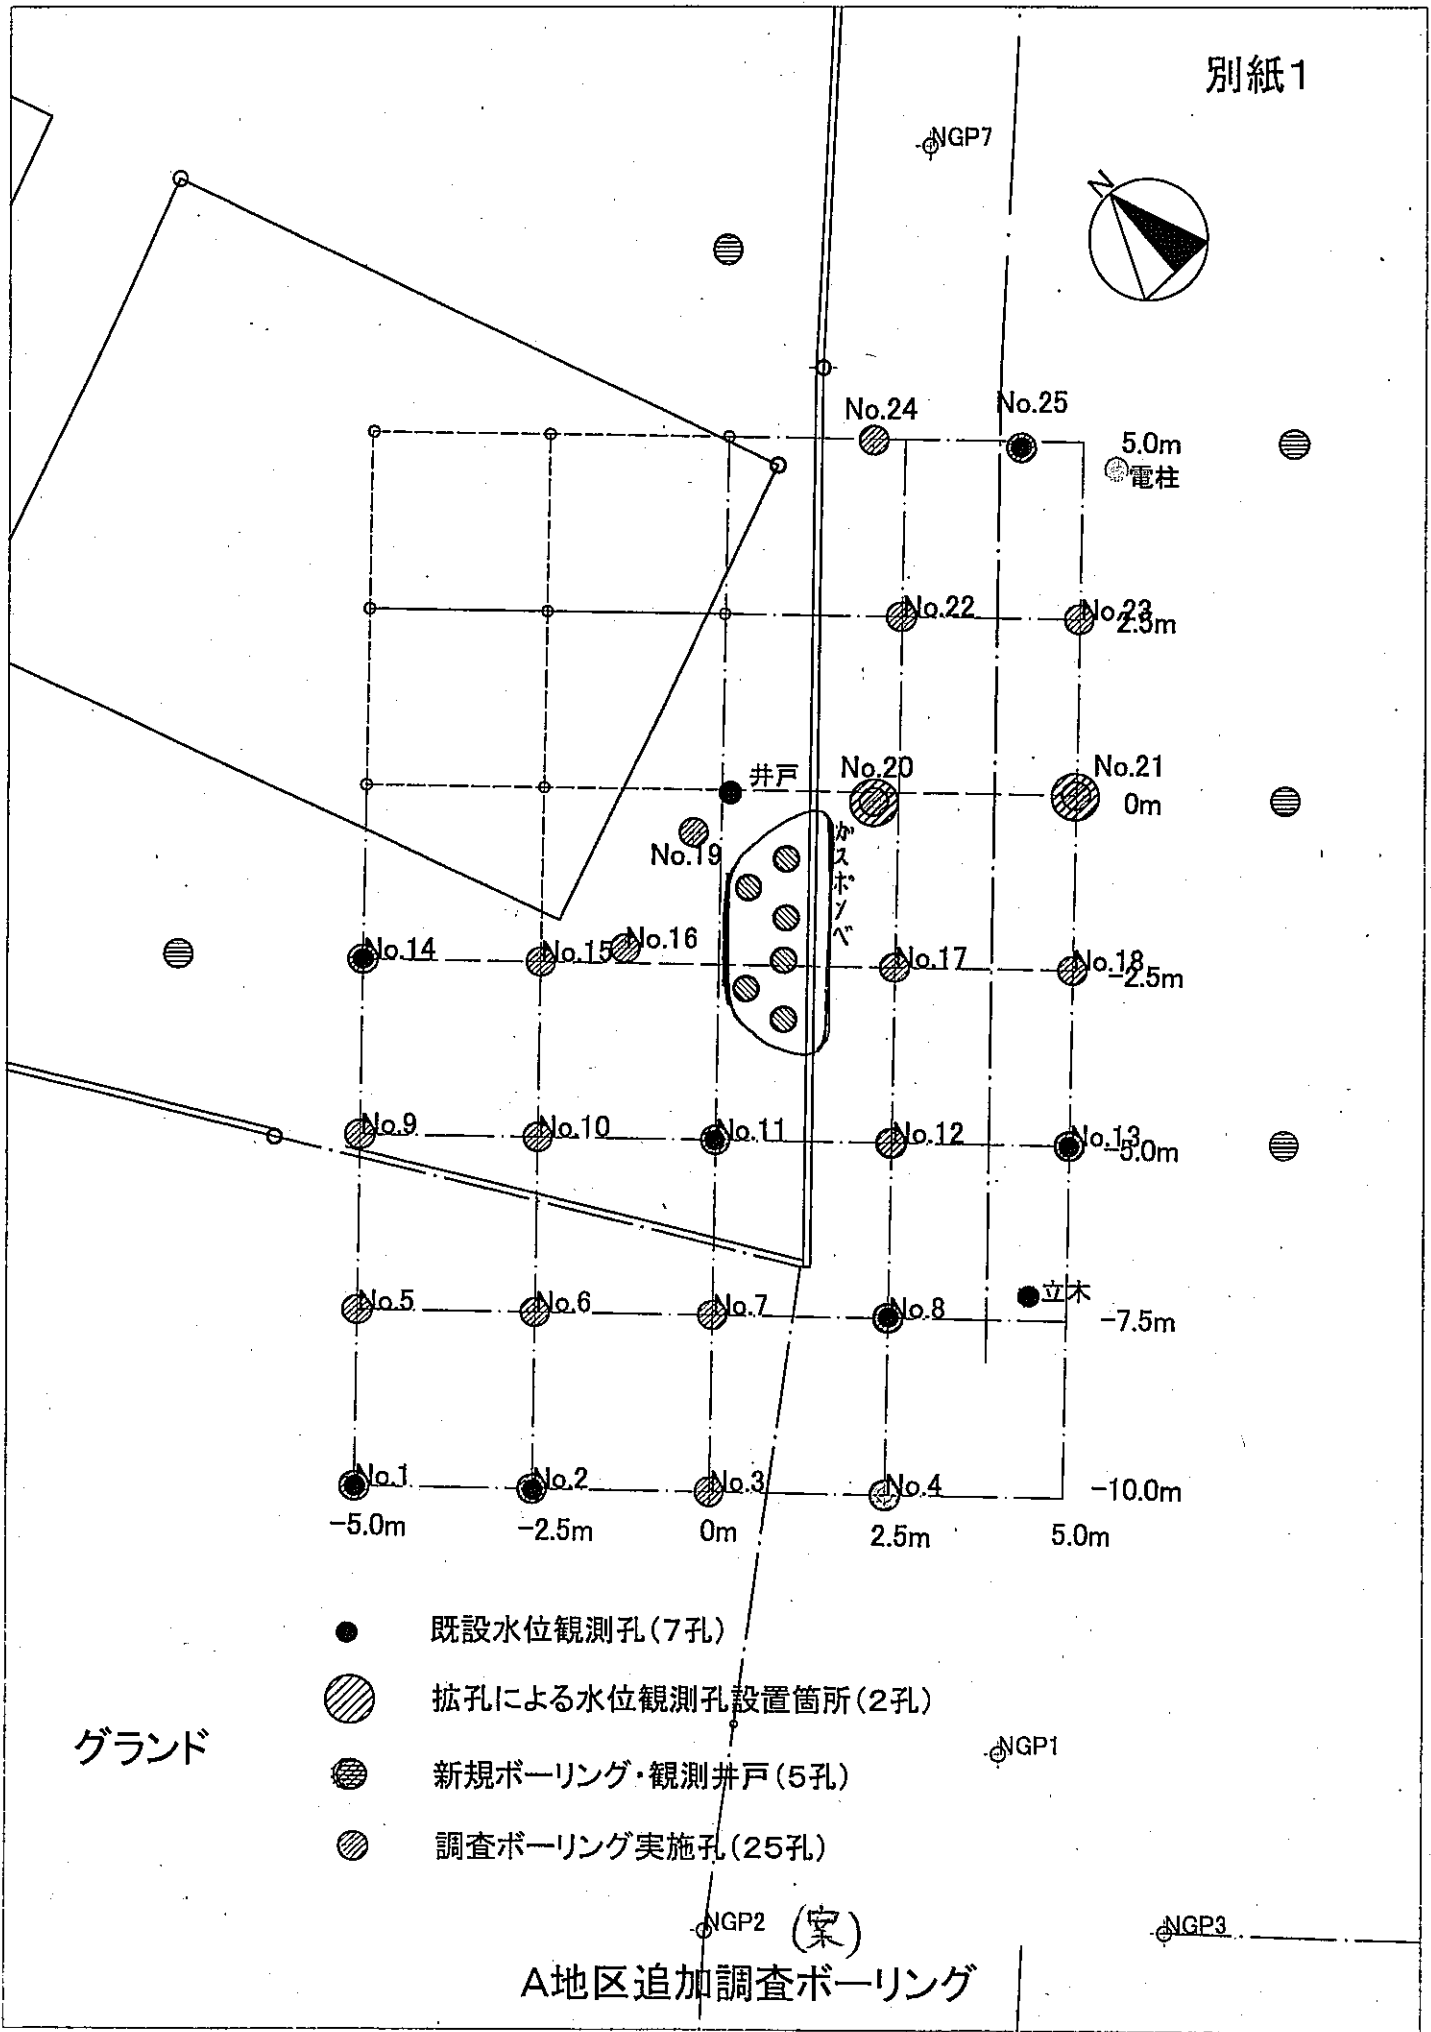 別紙1
NGP7
N
No.24
No.25
5.0m
電柱
No.22
No.23
2.5m
井戸
No.20
No.21
0m
No.19
ガスボンベ
No.14
No.15
No.16
No.17
No.18
-2.5m
No.9
No.10
No.11
No.12
No.13
-5.0m
立木
No.5
No.6
No.7
No.8
-7.5m
No.1
No.2
No.3
No.4
-10.0m
-5.0m
-2.5m
0m
2.5m
5.0m
既設水位観測孔(7孔)
拡孔による水位観測孔設置箇所(2孔)
グランド
NGP1
新規ボーリング・観測井戸(5孔)
調査ボーリング実施孔(25孔)
NGP2
(案)
NGP3
A地区追加調査ボーリング